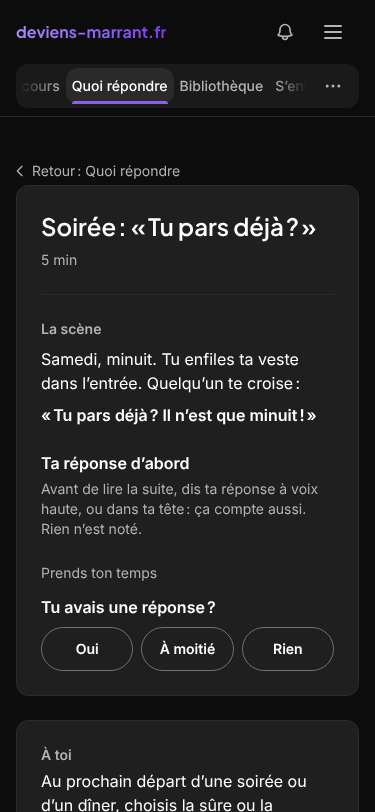 deviens-marrant.fr
cours Quoi répondre Bibliothèque S'en
Retour : Quoi répondre
Soirée : « Tu pars déjà ? »
5 min
La scène
Samedi, minuit. Tu enfiles ta veste
dans l’entrée. Quelqu’un te croise :
« Tu pars déjà ? Il n’est que minuit ! »
Ta réponse d’abord
Avant de lire la suite, dis ta réponse à voix
haute, ou dans ta tête : ça compte aussi.
Rien n’est noté.
Prends ton temps
Tu avais une réponse ?
Oui À moitié Rien
À toi
Au prochain départ d’une soirée ou
d’un dîner, choisis la sûre ou la